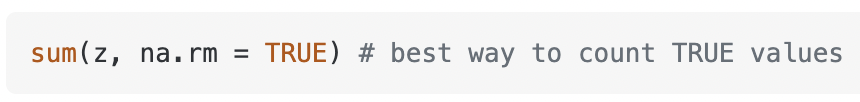 sum(z, na.rm = TRUE) # best way to count TRUE values